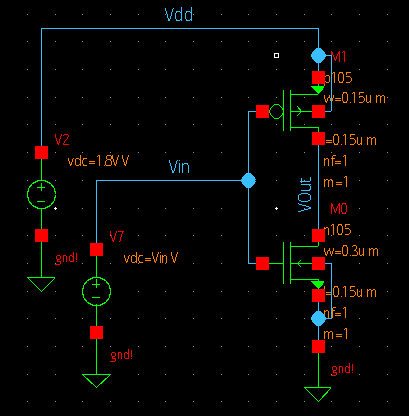 Vdd
M1
p105
w=0.15u m
V2
vdc=1.8V V
l=0.15u m
nf=1
m=1
Vin
VOut
M0
n105
w=0.3u m
V7
vdc=Vin V
gnd!
l=0.15u m
nf=1
m=1
gnd!
gnd!